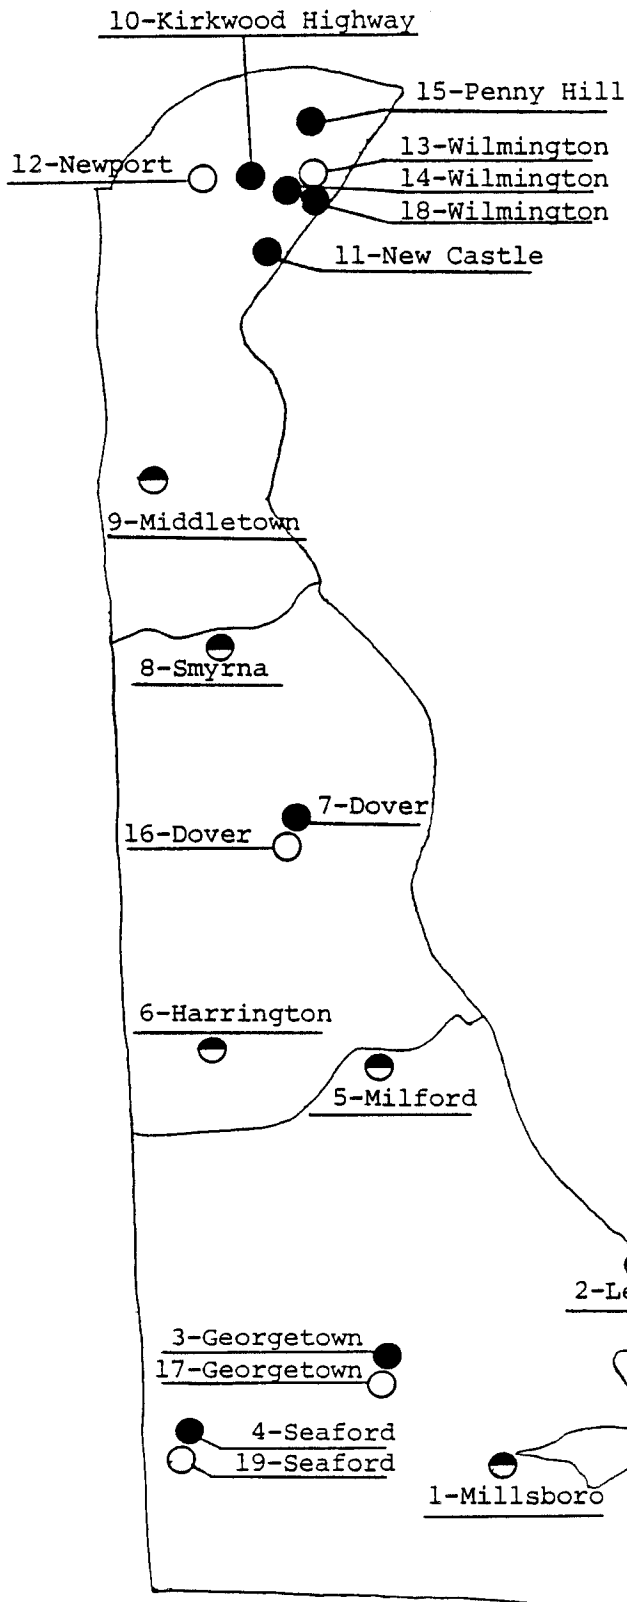 10-Kirkwood Highway
15-Penny Hill
13-Wilmington
12-Newport
14-Wilmington
18-Wilmington
11-New Castle
9-Middletown
8-Smyrna
7-Dover
16-Dover
6-Harrington
5-Milford
2-Le
3-Georgetown
17-Georgetown
4-Seaford
19-Seaford
1-Millsboro